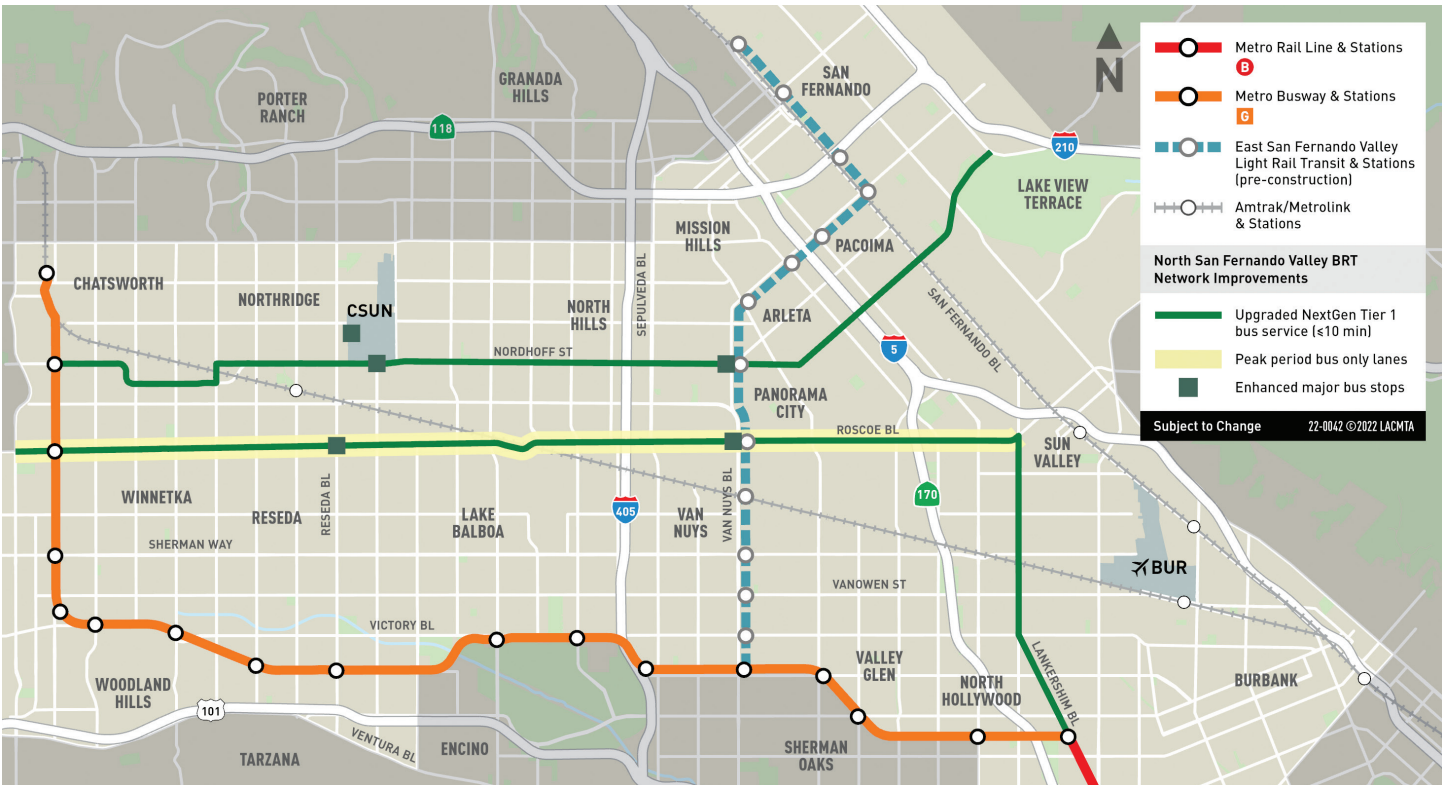 GRANADA
HILLS
PORTER
RANCH
118
SAN
FERNANDO
N
210
LAKE VIEW
TERRACE
MISSION
HILLS
PACOIMA
SEPULVEDA BL
CHATSWORTH
NORTHRIDGE
CSUN
NORTH
HILLS
ARLETA
SAN FERNANDO BL
NORDHOFF ST
5
PANORAMA
CITY
ROSCOE BL
SUN
VALLEY
WINNETKA
RESEDA
RESEDA BL
LAKE
BALBOA
405
VAN
NUYS
VAN NUYS BL
170
SHERMAN WAY
VANOWEN ST
BUR
VICTORY BL
WOODLAND
HILLS
101
VALLEY
GLEN
NORTH
HOLLYWOOD
LANKERSHIM BL
BURBANK
TARZANA
VENTURA BL
ENCINO
SHERMAN
OAKS
Metro Rail Line & Stations
B
Metro Busway & Stations
G
East San Fernando Valley
Light Rail Transit & Stations
(pre-construction)
Amtrak/Metrolink
& Stations
North San Fernando Valley BRT
Network Improvements
Upgraded NextGen Tier 1
bus service (≤10 min)
Peak period bus only lanes
Enhanced major bus stops
Subject to Change 22-0042 ©2022 LACMTA